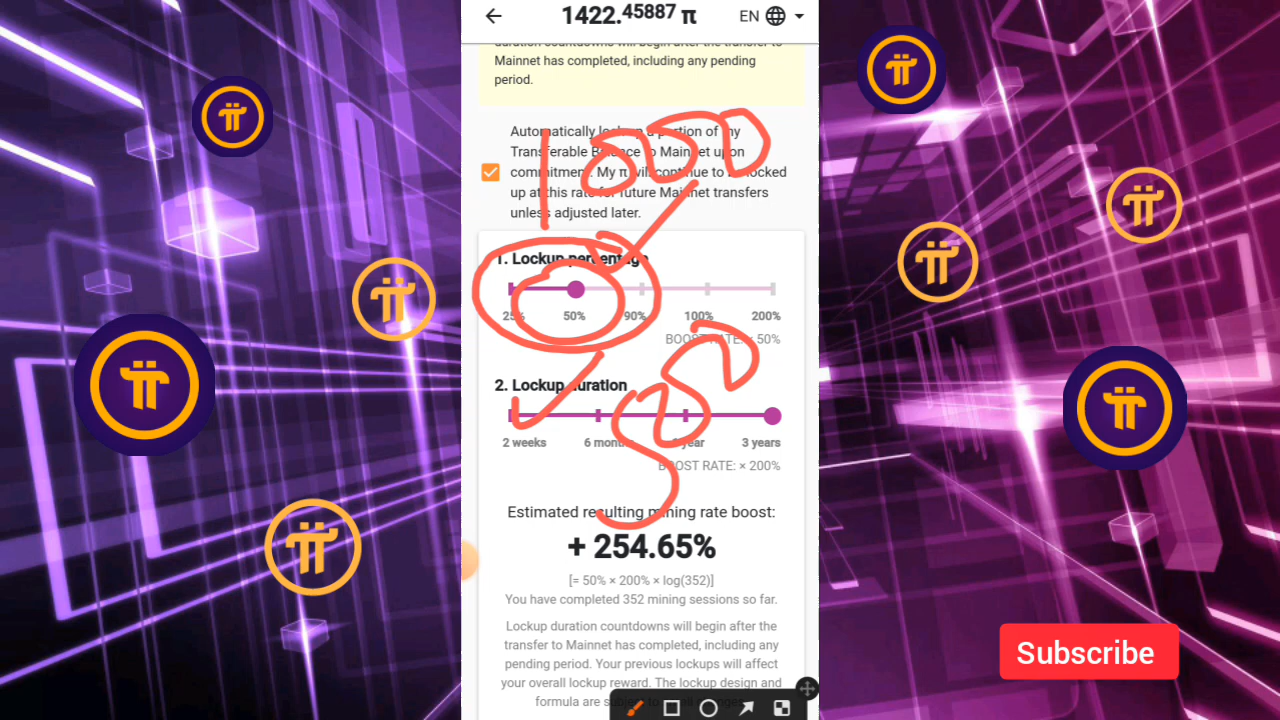 1422.45887 π
EN
duration countdowns will begin after the transfer to
Mainnet has completed, including any pending
period.
Automatically lockup a portion of my
Transferable Balance to Mainnet upon
commitment. My π will continue to be locked
up at this rate for future Mainnet transfers
unless adjusted later.
1. Lockup percentage
25% 50% 90% 100% 200%
BOOST RATE: × 50%
2. Lockup duration
2 weeks 6 months 1 year 3 years
BOOST RATE: × 200%
Estimated resulting mining rate boost:
+ 254.65%
[= 50% × 200% × log(352)]
You have completed 352 mining sessions so far.
Lockup duration countdowns will begin after the
transfer to Mainnet has completed, including any
pending period. Your previous lockups will affect
your overall lockup reward. The lockup design and
formula are subject to
Subscribe